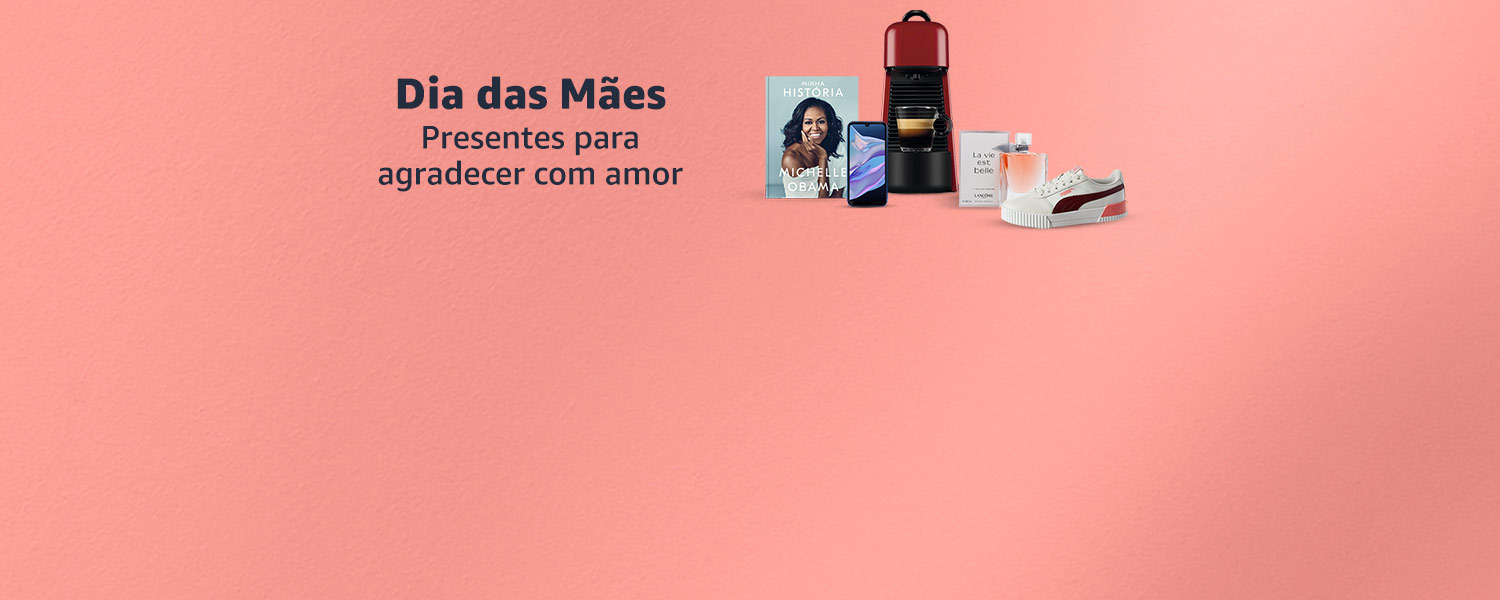 Dia das Mães
Presentes para
agradecer com amor
MINHA
HISTÓRIA
MICHELLE
OBAMA
La vie
est
belle
LANCÔME